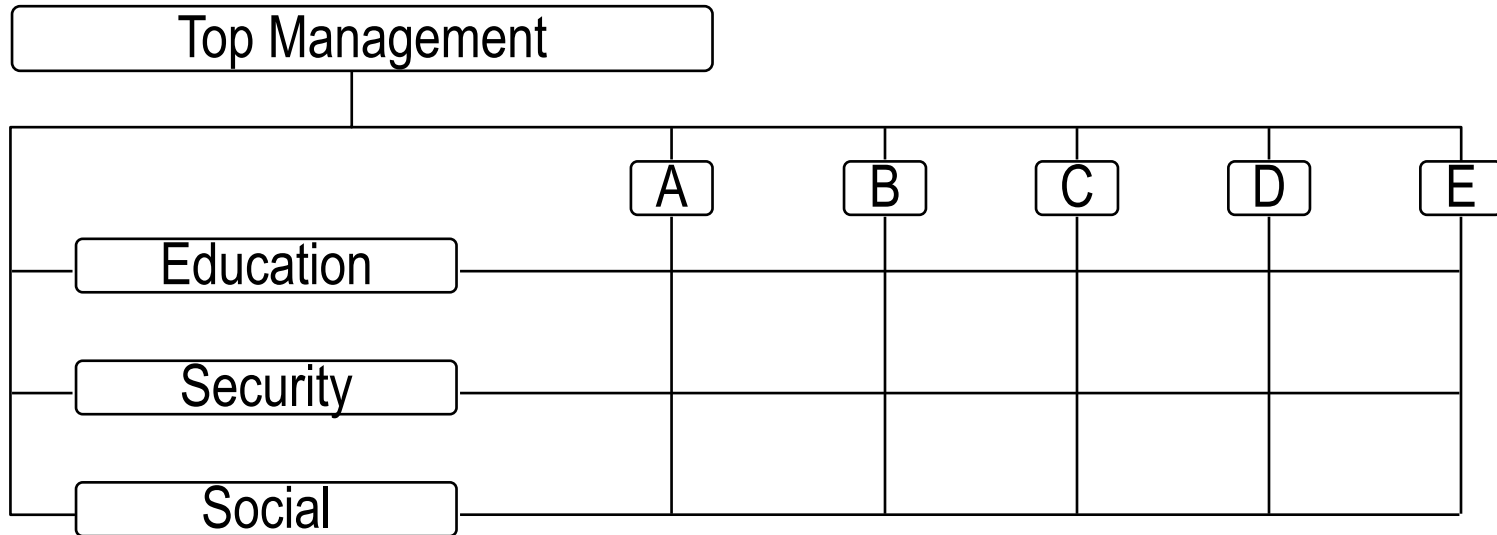 Top Management
A B C D E
Education
Security
Social